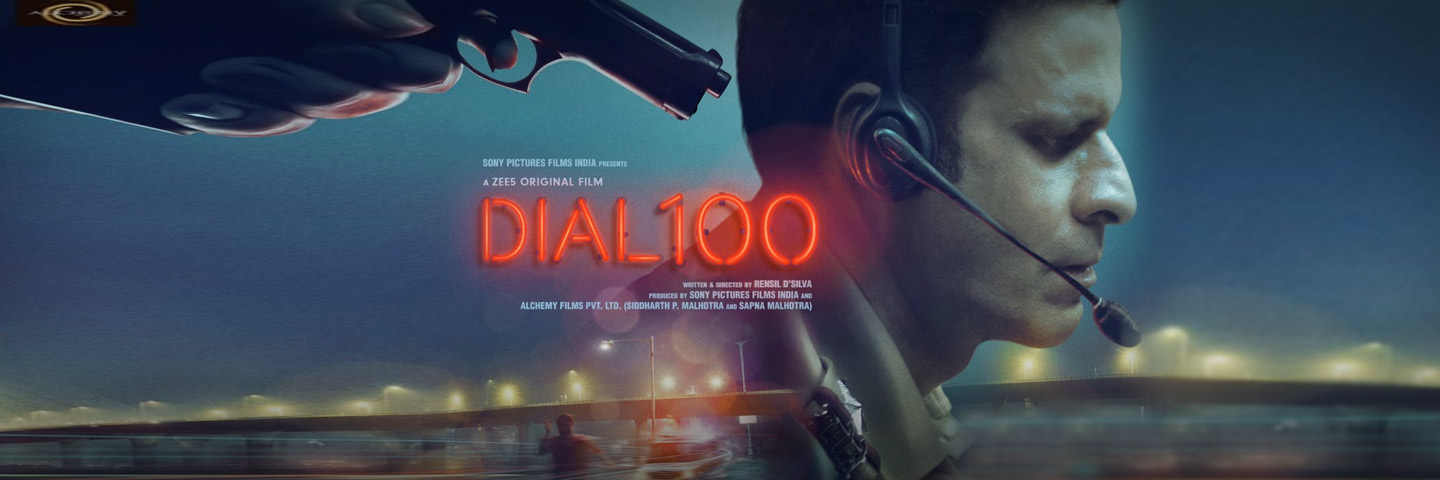 ALCHEMY
SONY PICTURES FILMS INDIA PRESENTS
A ZEE5 ORIGINAL FILM
DIAL100
WRITTEN & DIRECTED BY RENSIL D'SILVA
PRODUCED BY SONY PICTURES FILMS INDIA AND
ALCHEMY FILMS PVT. LTD. (SIDDHARTH P. MALHOTRA AND SAPNA MALHOTRA)